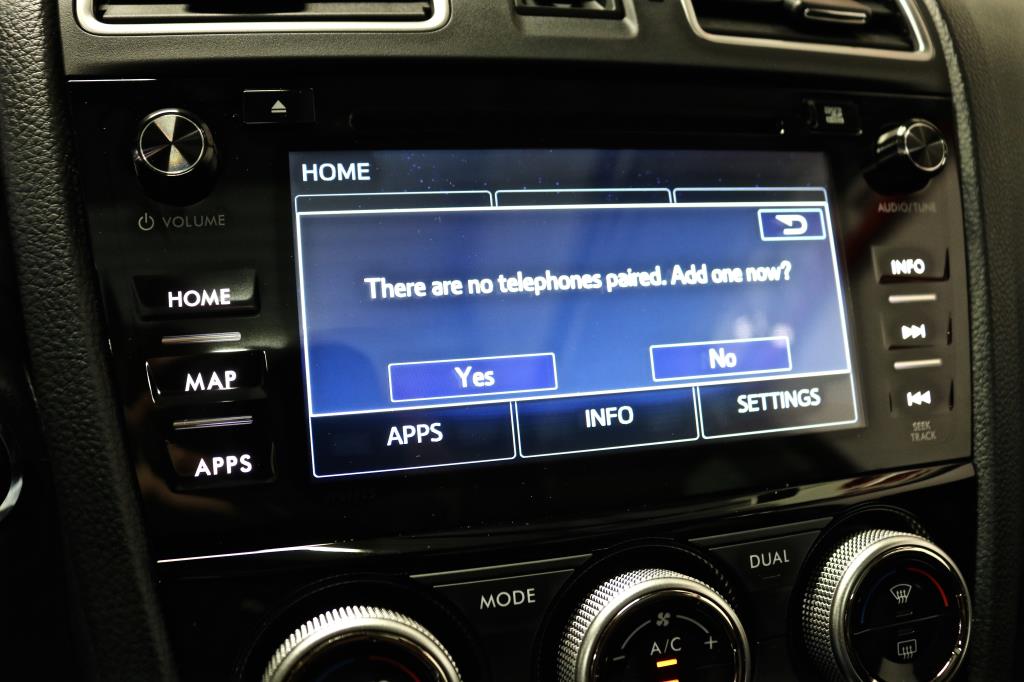 HOME
VOLUME
AUDIO/TUNE
There are no telephones paired. Add one now?
HOME
INFO
Yes
No
MAP
APPS
INFO
SETTINGS
APPS
SEEK
TRACK
MODE
DUAL
A/C
- +